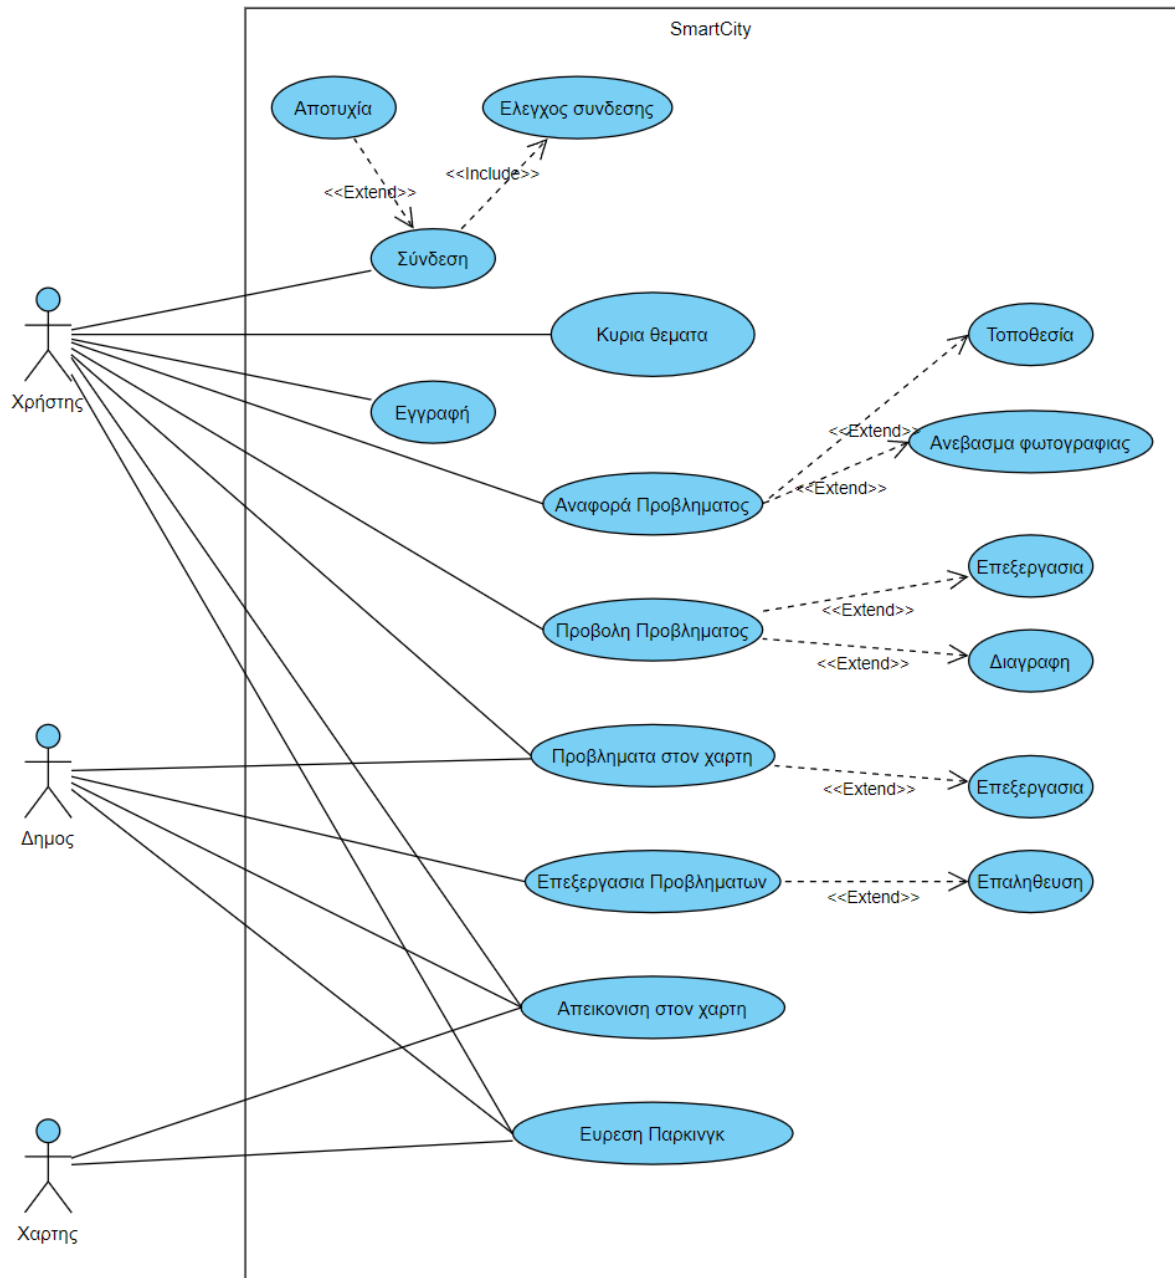 SmartCity
Αποτυχία
Ελεγχος συνδεσης
<<Extend>>
<<Include>>
Σύνδεση
Χρήστης
Κυρια θεματα
Τοποθεσία
Εγγραφή
<<Extend>>
Ανεβασμα φωτογραφιας
<<Extend>>
Αναφορά Προβληματος
Επεξεργασια
<<Extend>>
Προβολη Προβληματος
<<Extend>>
Διαγραφη
Δημος
Προβληματα στον χαρτη
<<Extend>>
Επεξεργασια
Επεξεργασια Προβληματων
<<Extend>>
Επαληθευση
Απεικονιση στον χαρτη
Ευρεση Παρκινγκ
Χαρτης